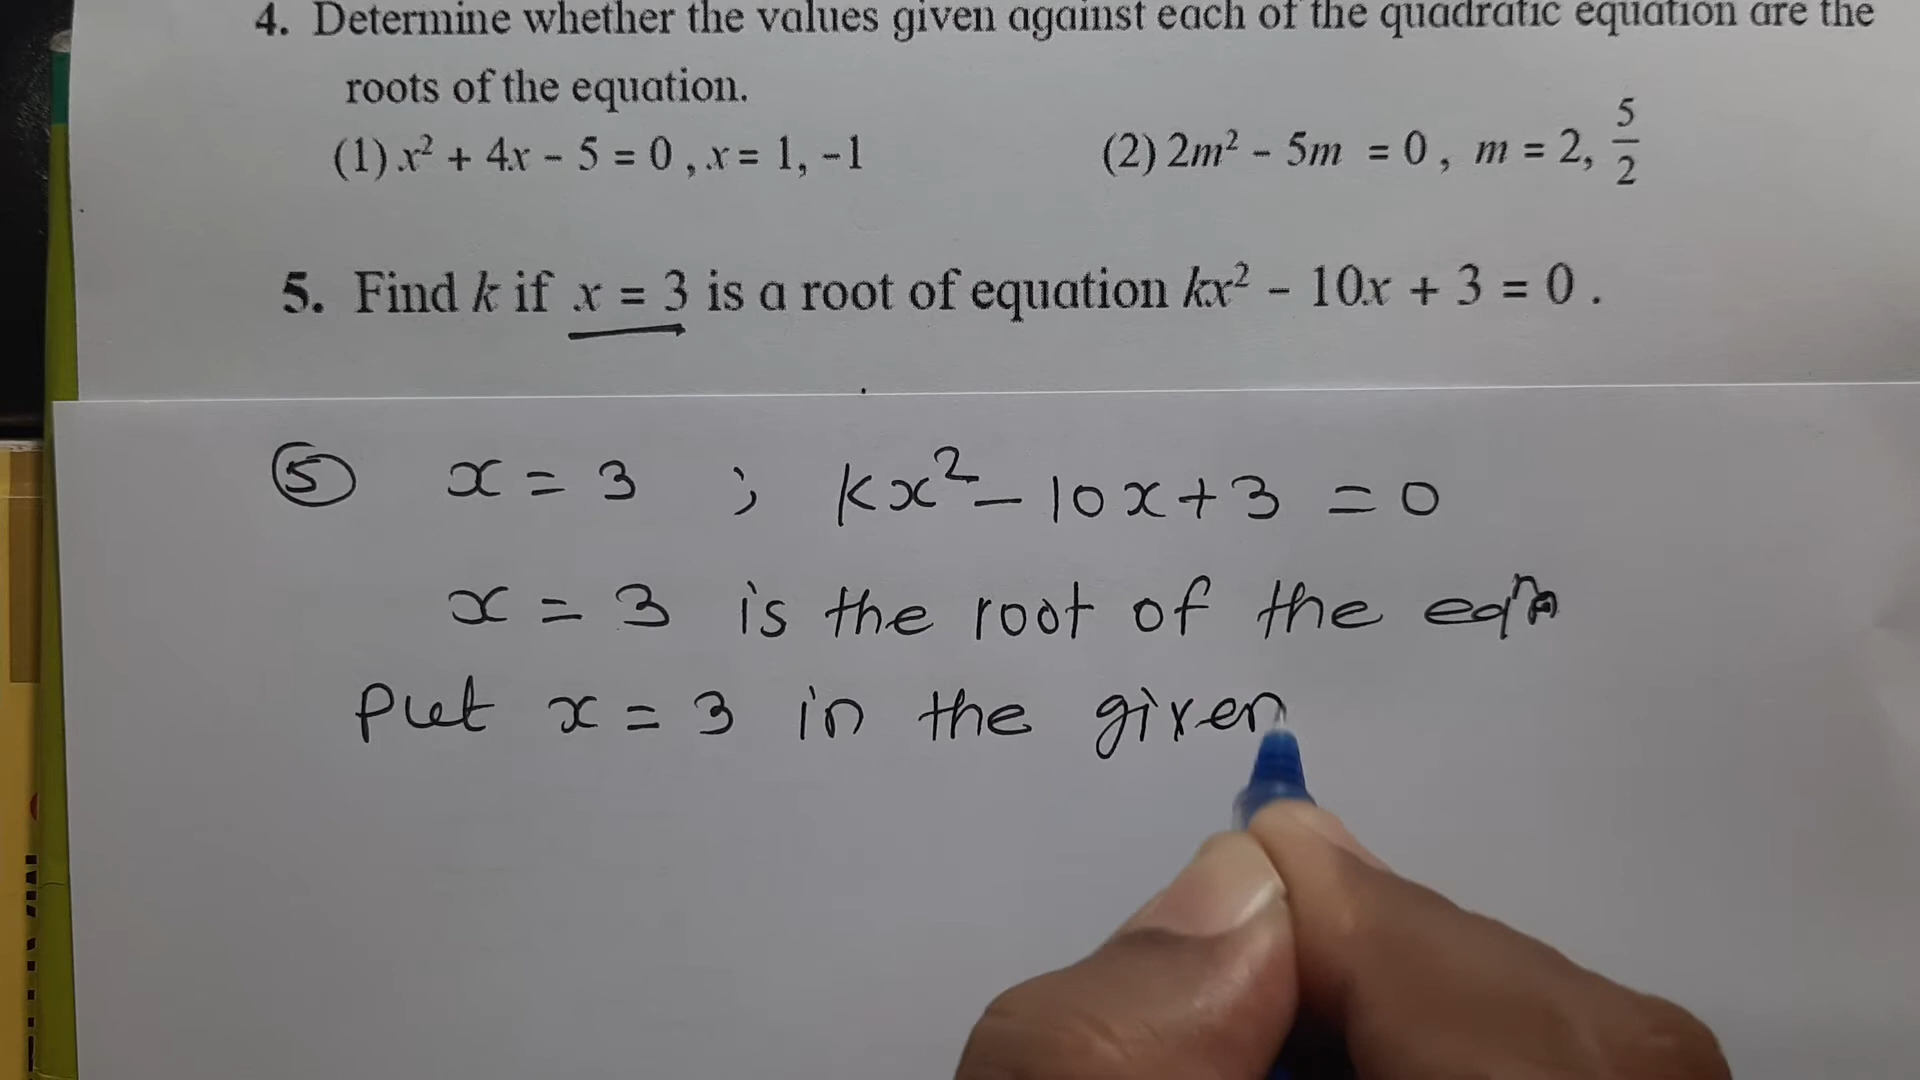 4. Determine whether the values given against each of the quadratic equation are the
roots of the equation.
(1) x² + 4x - 5 = 0 , x = 1, -1 (2) 2m² - 5m = 0 , m = 2, 5/2
5. Find k if x = 3 is a root of equation kx² - 10x + 3 = 0 .
⑤ x = 3 ; kx² - 10x + 3 = 0
x = 3 is the root of the eqn
Put x = 3 in the given